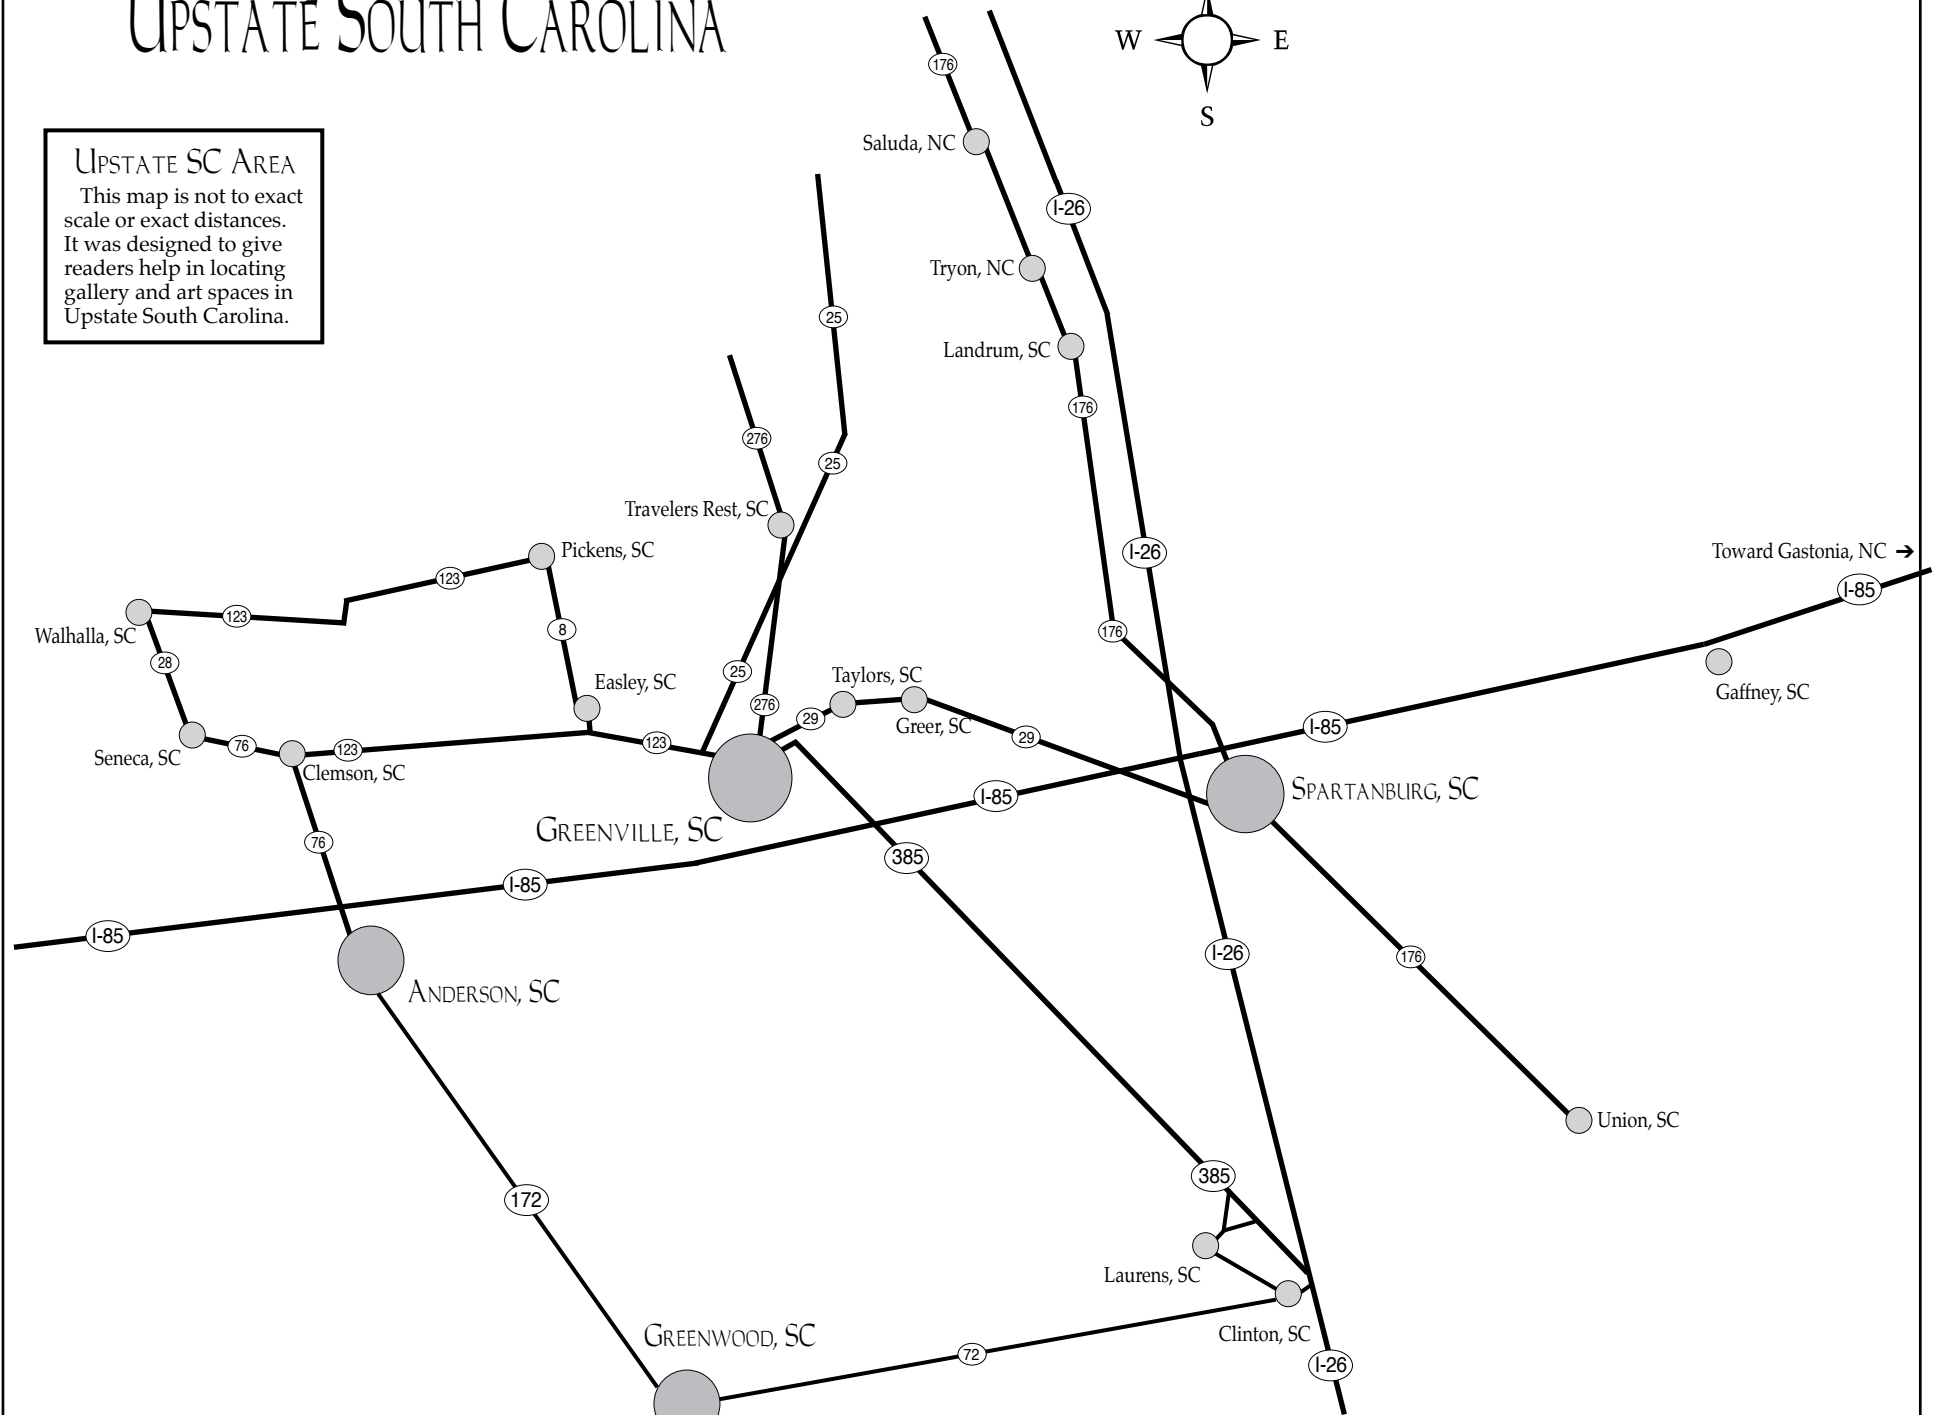 UPSTATE SOUTH CAROLINA
W E
S
176
Saluda, NC
UPSTATE SC AREA
This map is not to exact
scale or exact distances.
It was designed to give
readers help in locating
gallery and art spaces in
Upstate South Carolina.
I-26
Tryon, NC
25
Landrum, SC
176
276
25
Travelers Rest, SC
Pickens, SC
I-26
Toward Gastonia, NC ➔
123
I-85
123
Walhalla, SC
8
176
28
25
Easley, SC
Taylors, SC
Gaffney, SC
276
29
Greer, SC
29
I-85
Seneca, SC
76
123
123
Clemson, SC
I-85
SPARTANBURG, SC
GREENVILLE, SC
76
385
I-85
I-85
I-26
176
ANDERSON, SC
Union, SC
385
172
Laurens, SC
GREENWOOD, SC
Clinton, SC
72
I-26